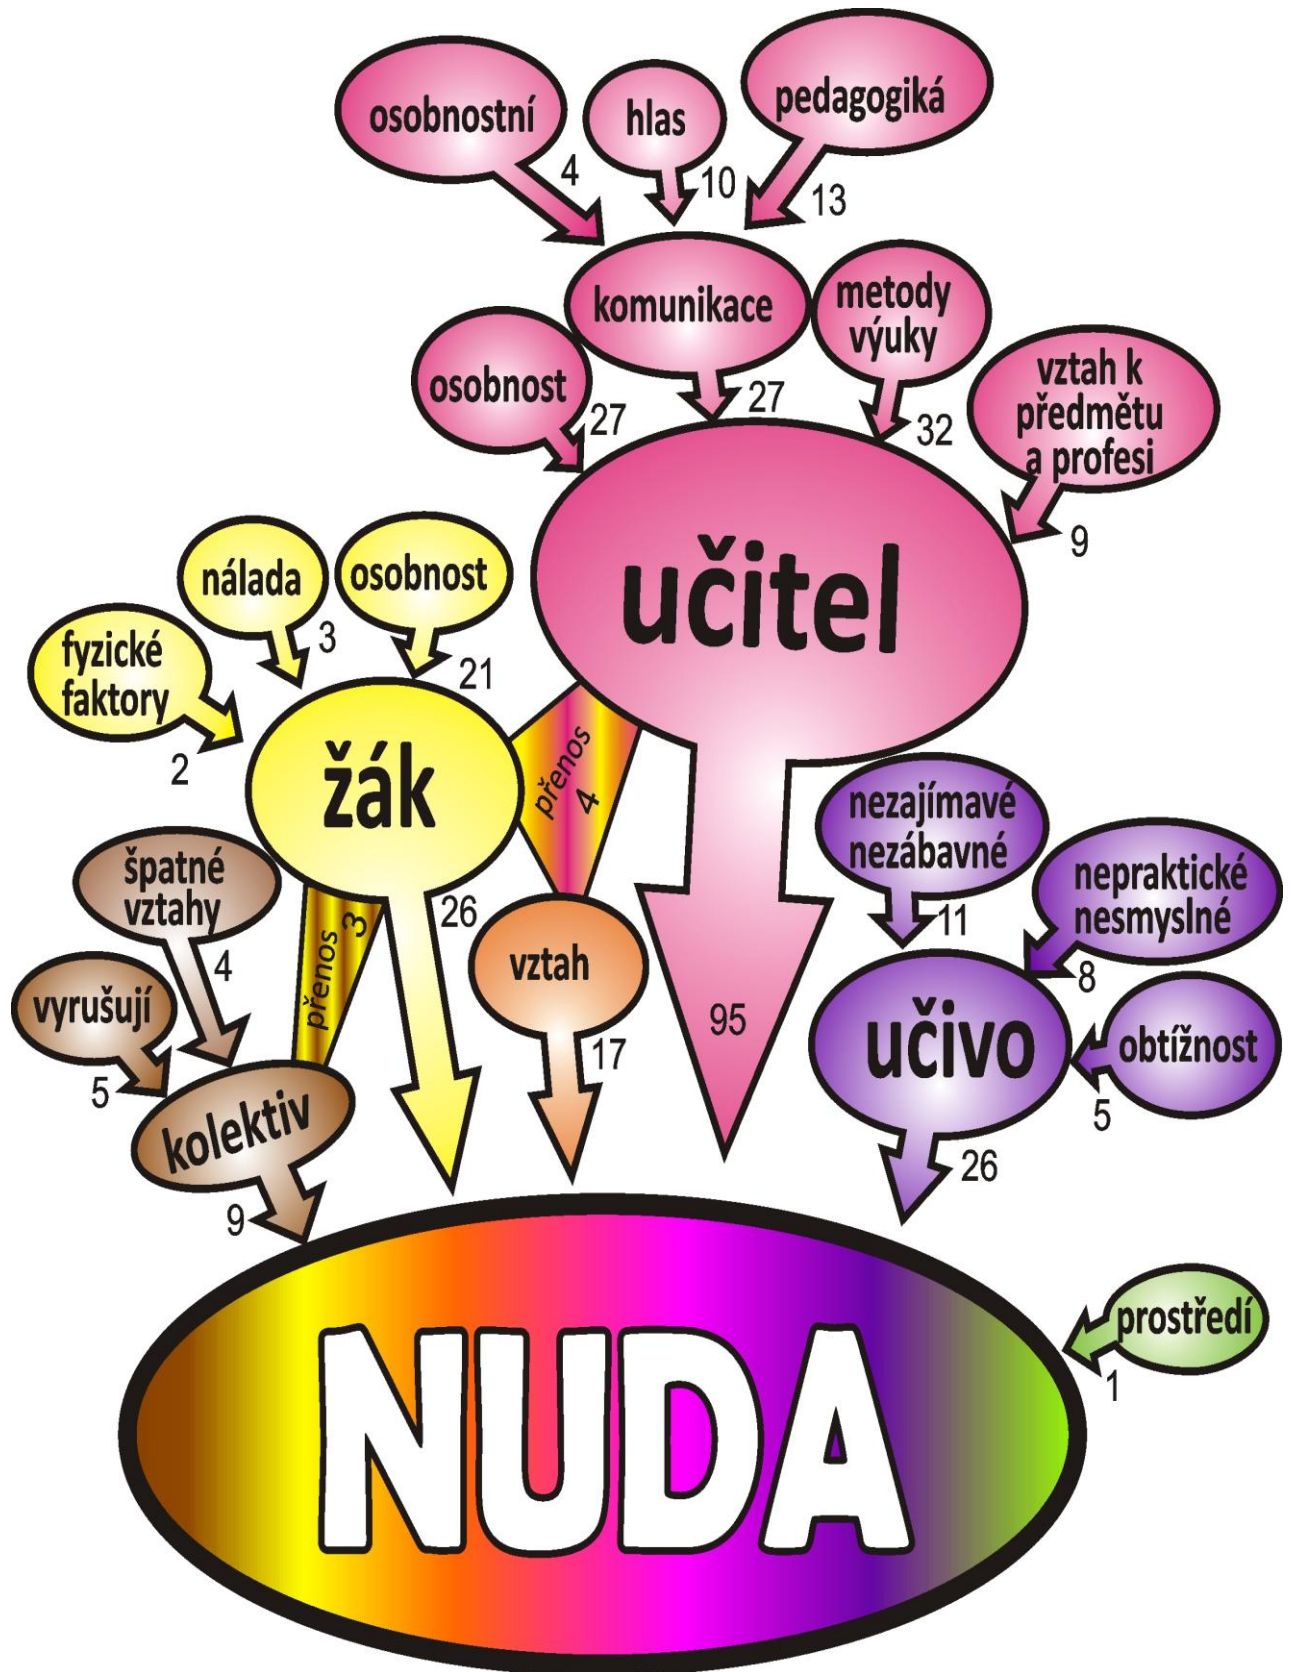 osobnostní
hlas
pedagogiká
4
10
13
komunikace
metody
výuky
osobnost
vztah k
předmětu
a profesi
27
27
32
9
učitel
nálada
osobnost
fyzické
faktory
3
21
2
žák
přenos
4
nezajímavé
nezábavné
špatné
vztahy
nepraktické
nesmyslné
26
11
přenos
3
vztah
4
8
vyrušují
učivo
obtížnost
95
17
5
5
kolektiv
26
9
NUDA
prostředí
1